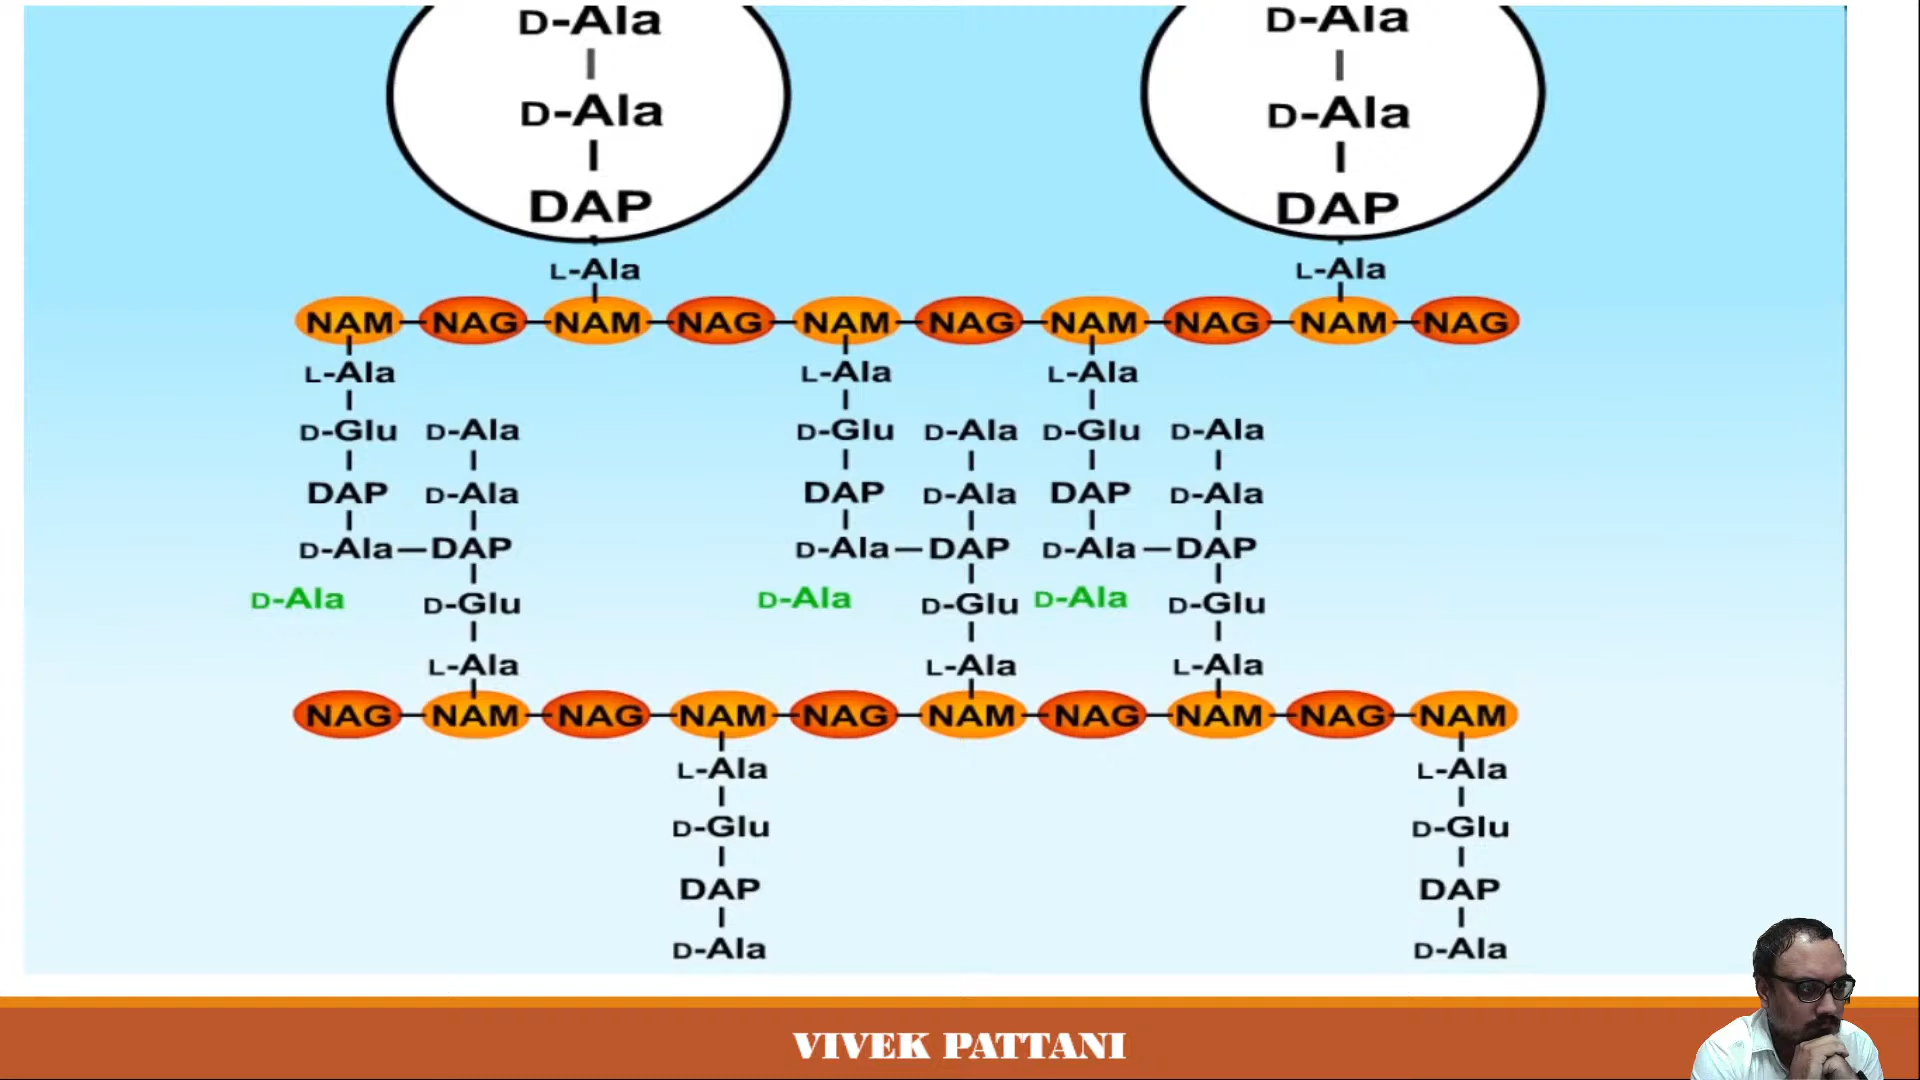 D-Ala D-Ala
D-Ala D-Ala
DAP DAP
L-Ala L-Ala
NAM NAG NAM NAG NAM NAG NAM NAG NAM NAG
L-Ala L-Ala L-Ala
D-Glu D-Ala D-Glu D-Ala D-Glu D-Ala
DAP D-Ala DAP D-Ala DAP D-Ala
D-Ala DAP D-Ala DAP D-Ala DAP
D-Ala D-Glu D-Ala D-Glu D-Ala D-Glu
L-Ala L-Ala L-Ala
NAG NAM NAG NAM NAG NAM NAG NAM NAG NAM
L-Ala L-Ala
D-Glu D-Glu
DAP DAP
D-Ala D-Ala
VIVEK PATTANI